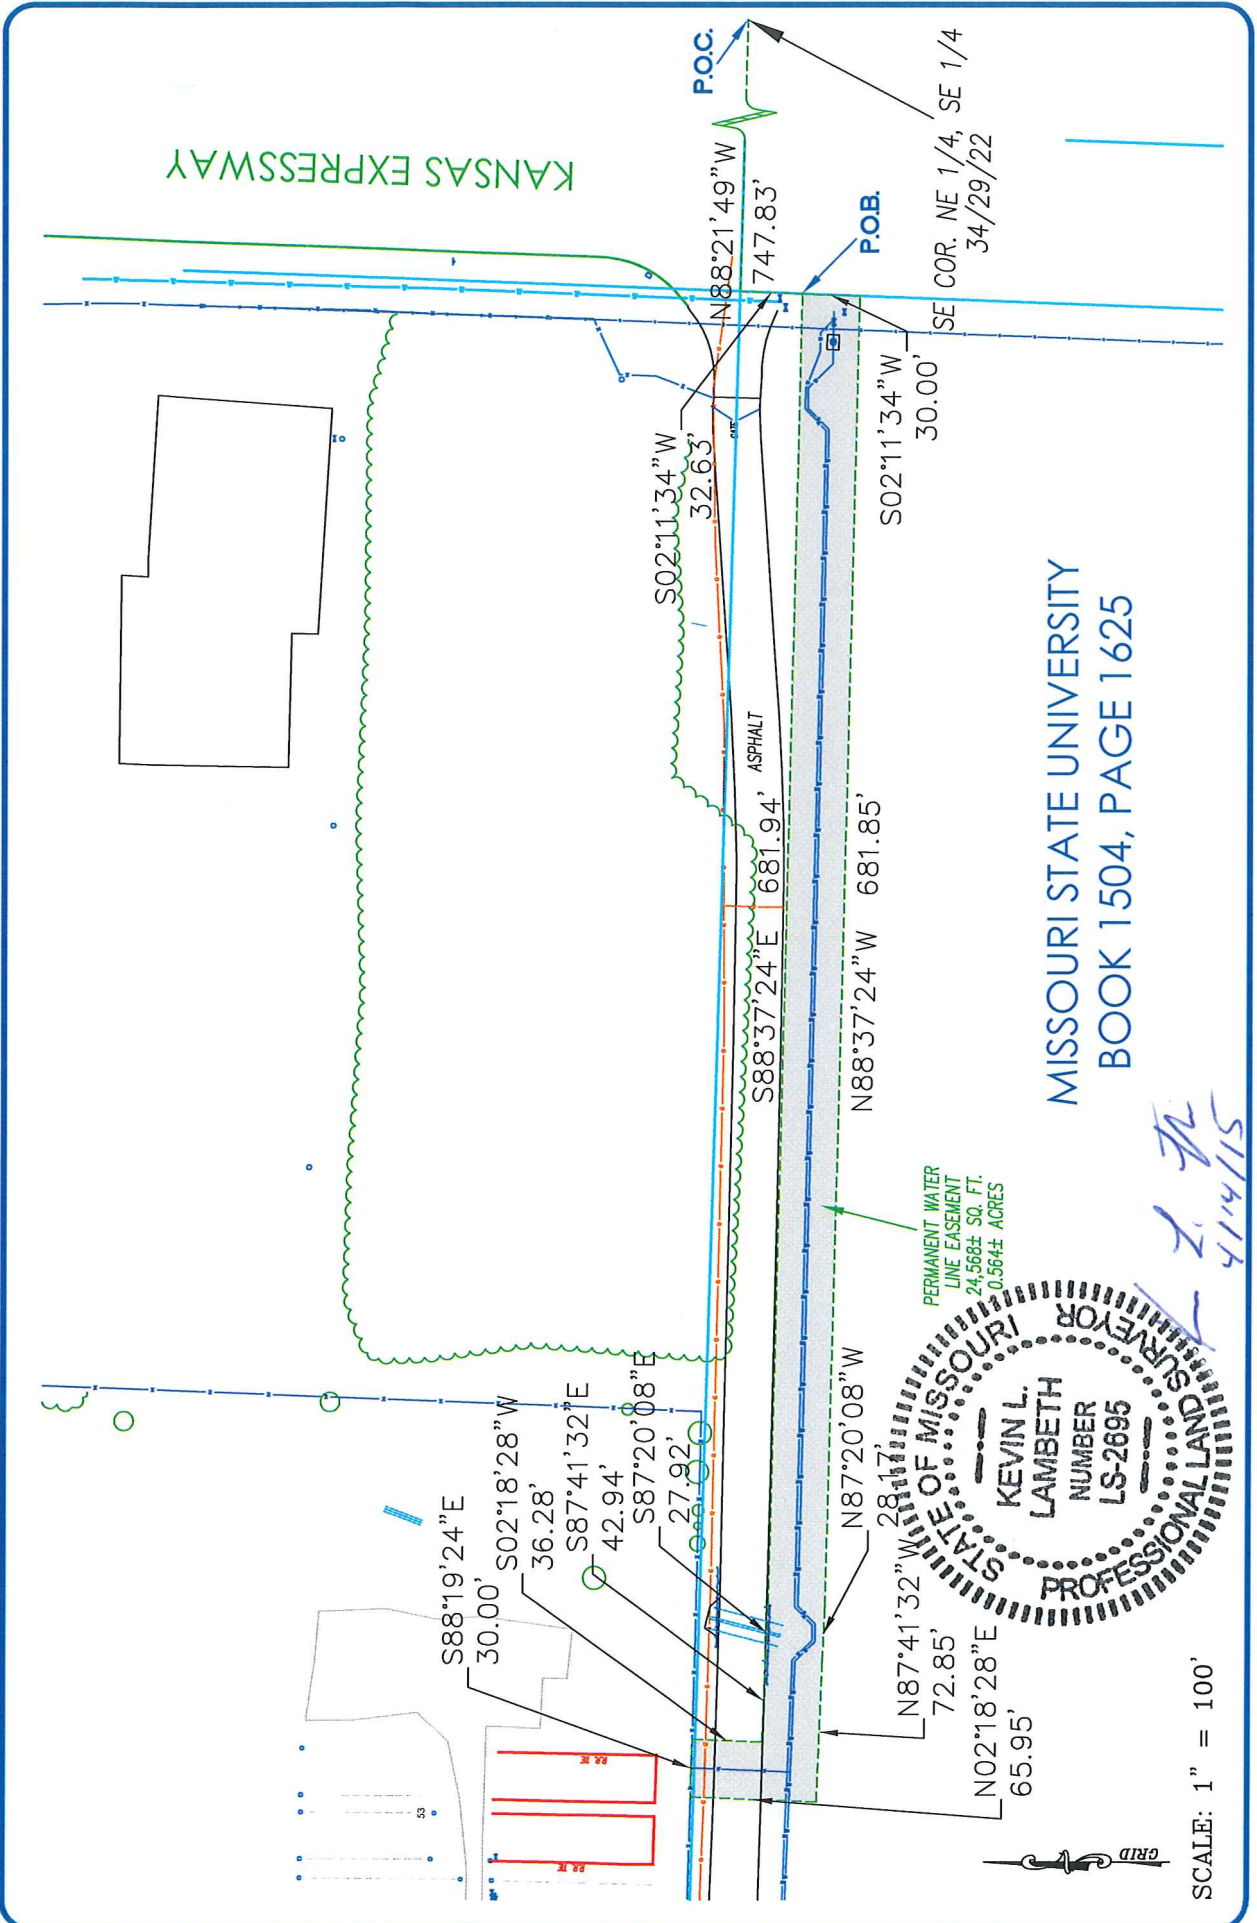 KANSAS EXPRESSWAY
P.O.C.
N88°21'49"W
747.83'
P.O.B.
SE COR. NE 1/4, SE 1/4
34/29/22
S02°11'34"W
32.63'
GATE
S02°11'34"W
30.00'
ASPHALT
S88°37'24"E 681.94'
N88°37'24"W 681.85'
MISSOURI STATE UNIVERSITY
BOOK 1504, PAGE 1625
PERMANENT WATER
LINE EASEMENT
24,568± SQ. FT.
0.564± ACRES
S88°19'24"E
30.00'
S02°18'28"W
36.28'
S87°41'32"E
42.94'
S87°20'08"E
27.92'
N87°20'08"W
28.17'
N87°41'32"W
72.85'
N02°18'28"E
65.95'
R.R. TIE
R.R. TIE
53
STATE OF MISSOURI
KEVIN L.
LAMBETH
NUMBER
LS-2695
PROFESSIONAL LAND SURVEYOR
4/14/15
GRID
SCALE: 1" = 100'